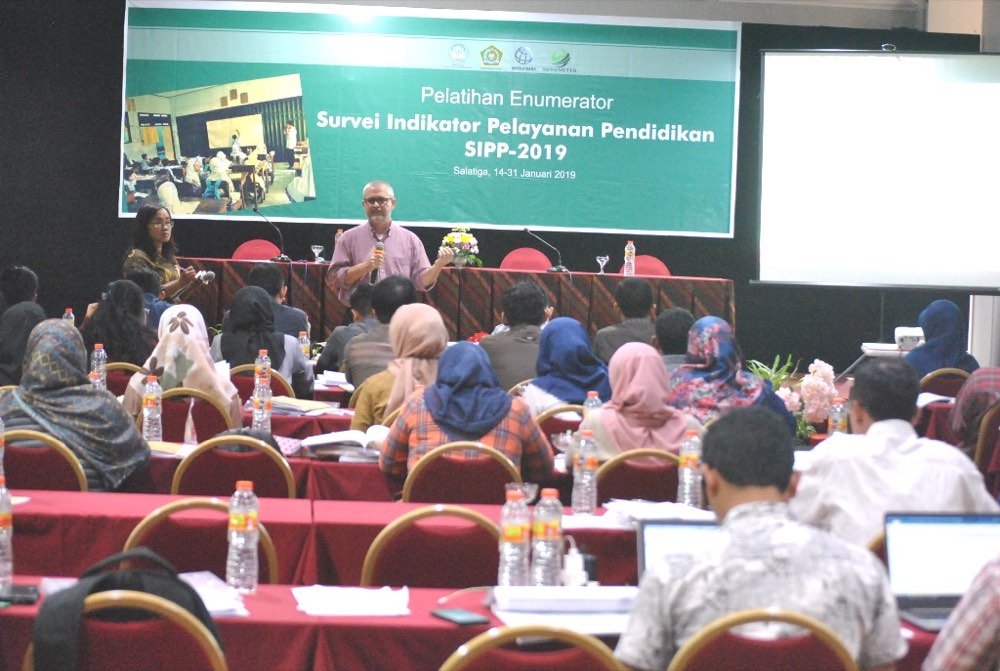 Pelatihan Enumerator
Survei Indikator Pelayanan Pendidikan
SIPP-2019
Salatiga, 14-31 Januari 2019